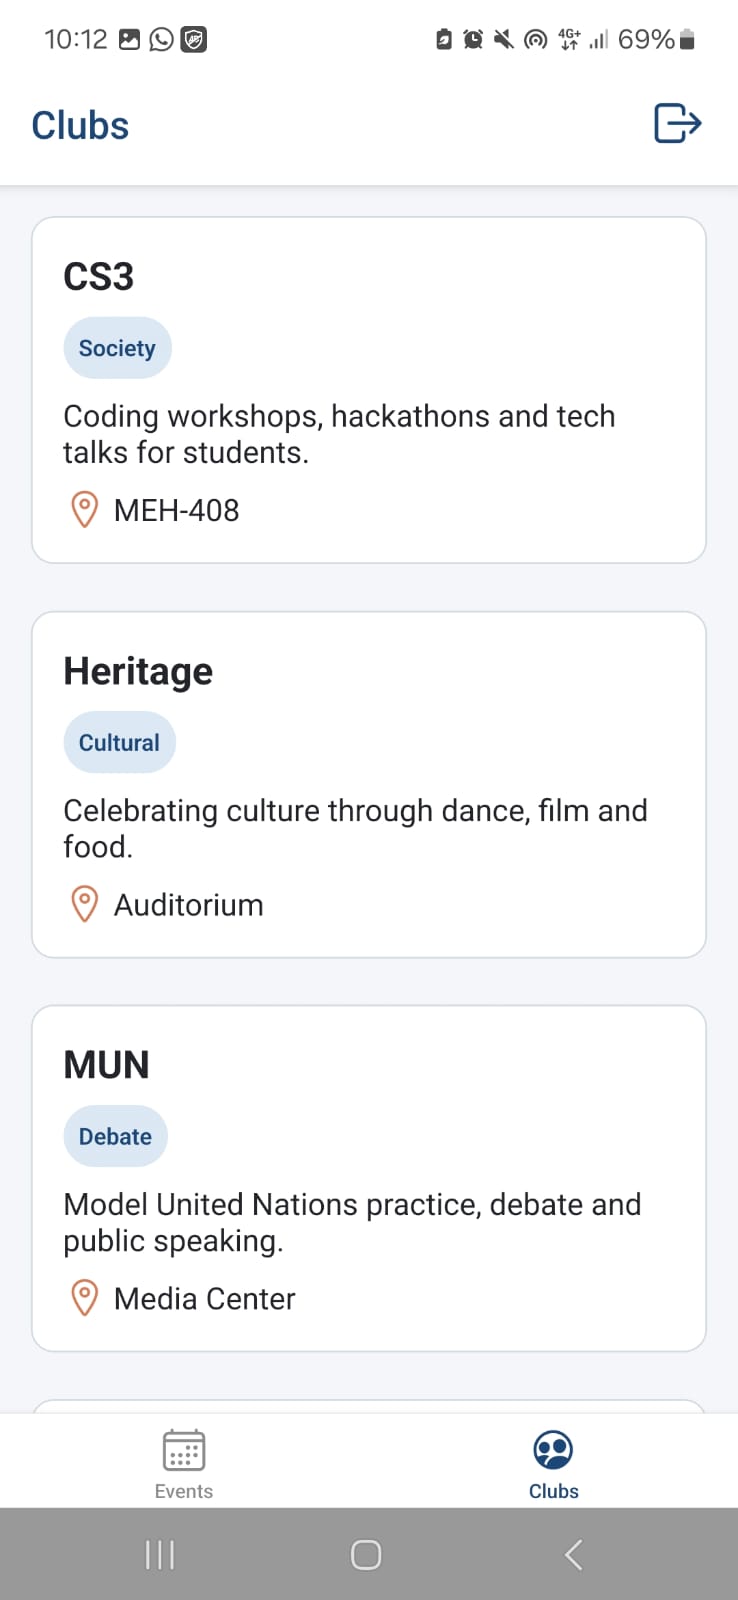 10:12
4G+
69%
Clubs
CS3
Society
Coding workshops, hackathons and tech
talks for students.
MEH-408
Heritage
Cultural
Celebrating culture through dance, film and
food.
Auditorium
MUN
Debate
Model United Nations practice, debate and
public speaking.
Media Center
Events
Clubs